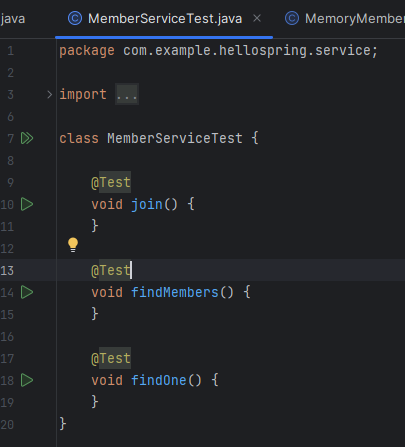 java
MemberServiceTest.java
MemoryMember
1 package com.example.hellospring.service;
2
3 import ...
7 class MemberServiceTest {
8
9 @Test
10 void join() {
11 }
12
13 @Test
14 void findMembers() {
15 }
16
17 @Test
18 void findOne() {
19 }
20 }